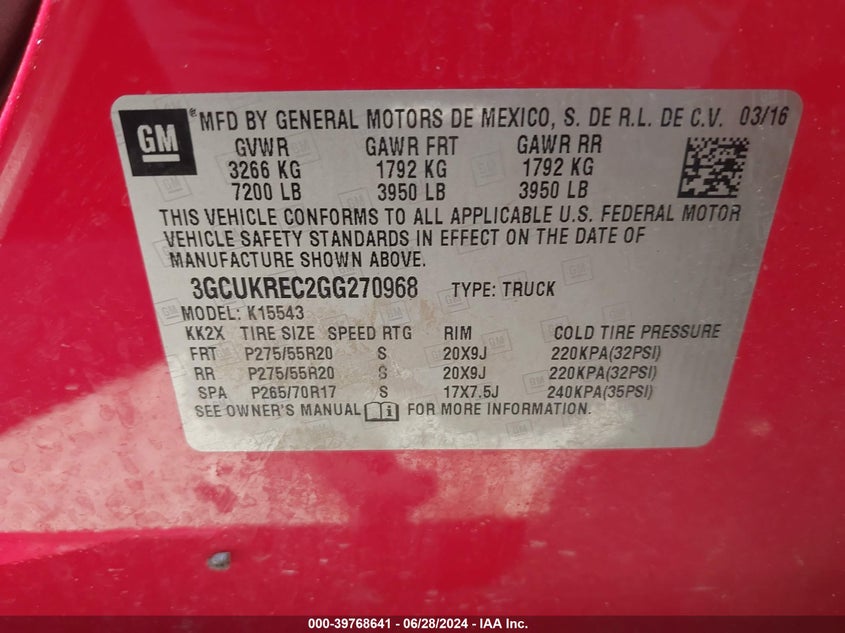 GM ® MFD BY GENERAL MOTORS DE MEXICO, S. DE R.L. DE C.V. 03/16
GVWR GAWR FRT GAWR RR
3266 KG 1792 KG 1792 KG
7200 LB 3950 LB 3950 LB
THIS VEHICLE CONFORMS TO ALL APPLICABLE U.S. FEDERAL MOTOR
VEHICLE SAFETY STANDARDS IN EFFECT ON THE DATE OF
MANUFACTURE SHOWN ABOVE.
3GCUKREC2GG270968 TYPE: TRUCK
MODEL: K15543
KK2X TIRE SIZE SPEED RTG RIM COLD TIRE PRESSURE
FRT P275/55R20 S 20X9J 220KPA(32PSI)
RR P275/55R20 S 20X9J 220KPA(32PSI)
SPA P265/70R17 S 17X7.5J 240KPA(35PSI)
SEE OWNER'S MANUAL FOR MORE INFORMATION.
000-39768641 / 06/28/2024 - IAA Inc.